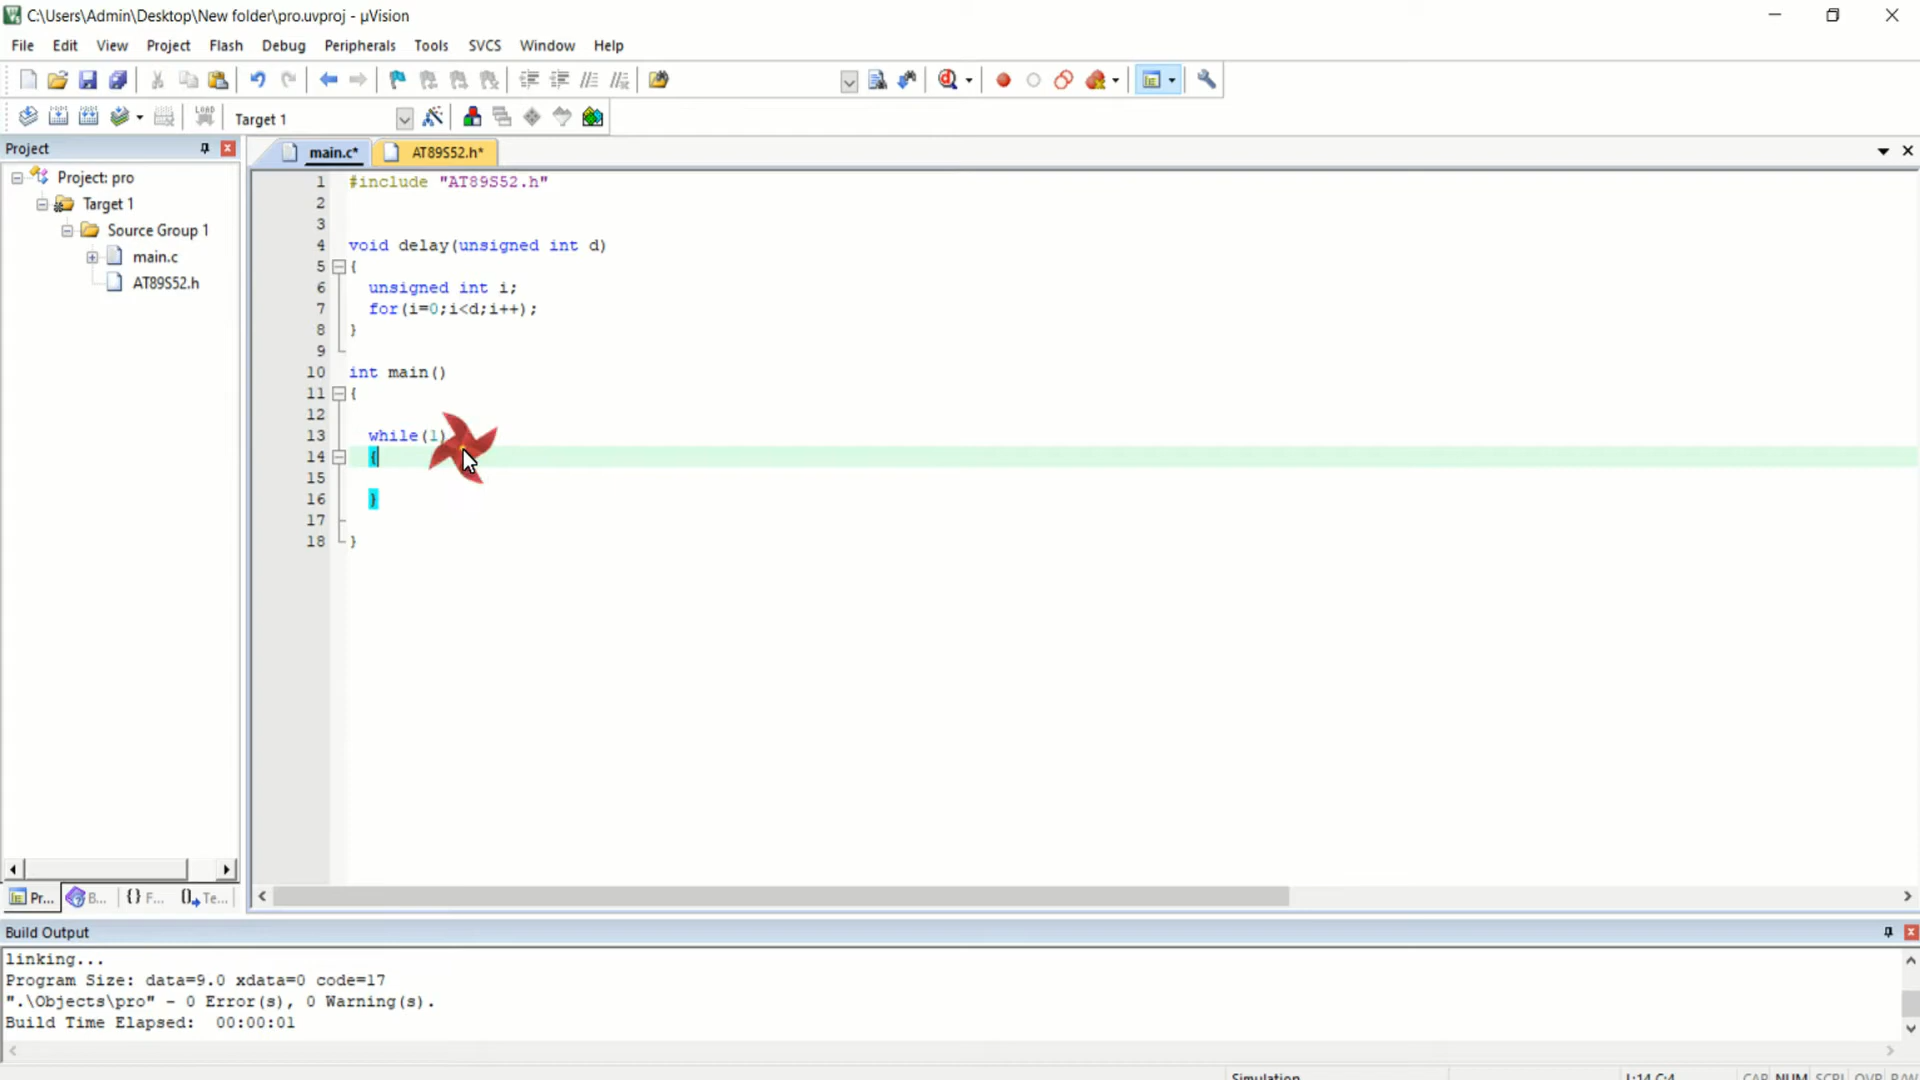 C:\Users\Admin\Desktop\New folder\pro.uvproj - µVision
File Edit View Project Flash Debug Peripherals Tools SVCS Window Help
LOAD Target 1
Project
main.c* AT89S52.h*
Project: pro
Target 1
Source Group 1
main.c
AT89S52.h
1 #include "AT89S52.h"
2
3
4 void delay(unsigned int d)
5 {
6 unsigned int i;
7 for(i=0;i<d;i++);
8 }
9
10 int main()
11 {
12
13 while(1)
14 {
15
16 }
17
18 }
Pr... B... {} F... Te...
Build Output
linking...
Program Size: data=9.0 xdata=0 code=17
".\Objects\pro" - 0 Error(s), 0 Warning(s).
Build Time Elapsed: 00:00:01
Simulation L:14 C:4 CAP NUM SCRL OVR R/W